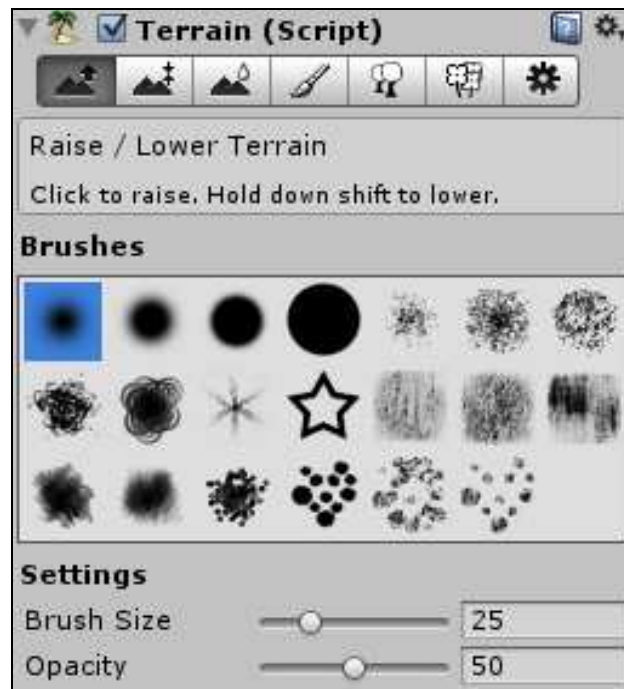 Terrain (Script)
Raise / Lower Terrain
Click to raise. Hold down shift to lower.
Brushes
Settings
Brush Size 25
Opacity 50